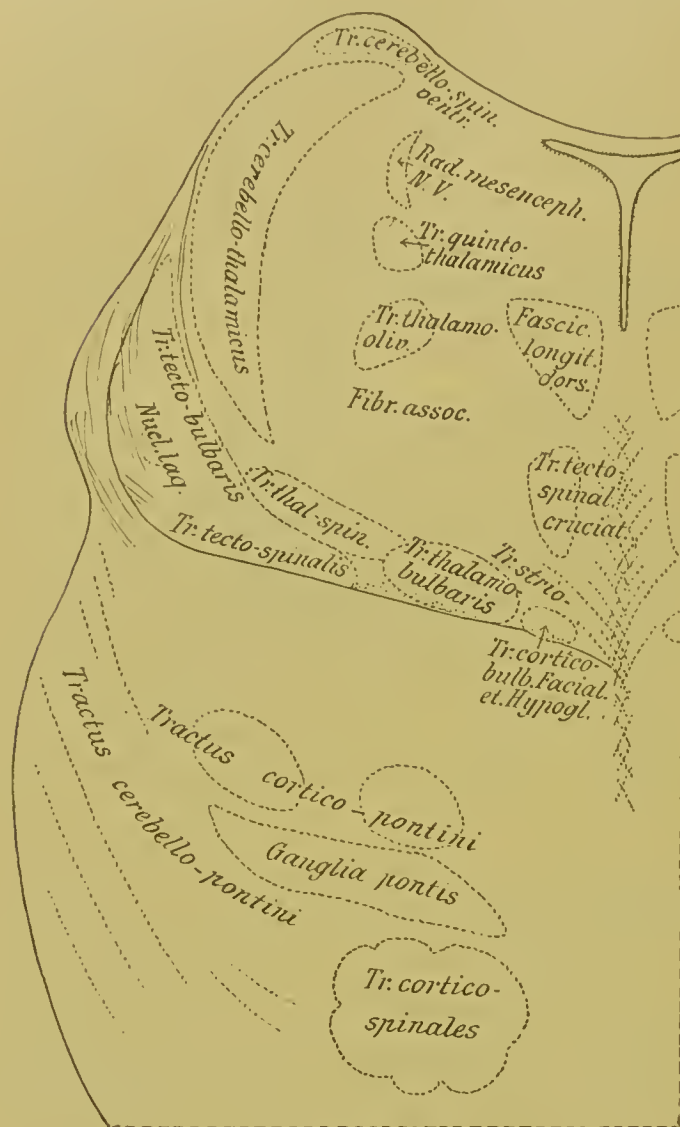 Tr. cerebello-spin.
ventr.
Tr. cerebello-thalamicus
Rad. mesenceph.
N. V.
Tr. quinto-
thalamicus
Tr. thalamo-
oliv.
Fascic.
longit.
dors.
Fibr. assoc.
Tr. tecto-bulbaris
Nucl. laq.
Tr. tecto-
spinal.
cruciat.
Tr. thal-spin.
Tr. tecto-spinalis
Tr. thalamo-
bulbaris
Tr. strio-
Tr. cortico-
bulb. Facial.
et. Hypogl.
Tractus cortico-pontini
Tractus cerebello-pontini
Ganglia pontis
Tr. cortico-
spinales